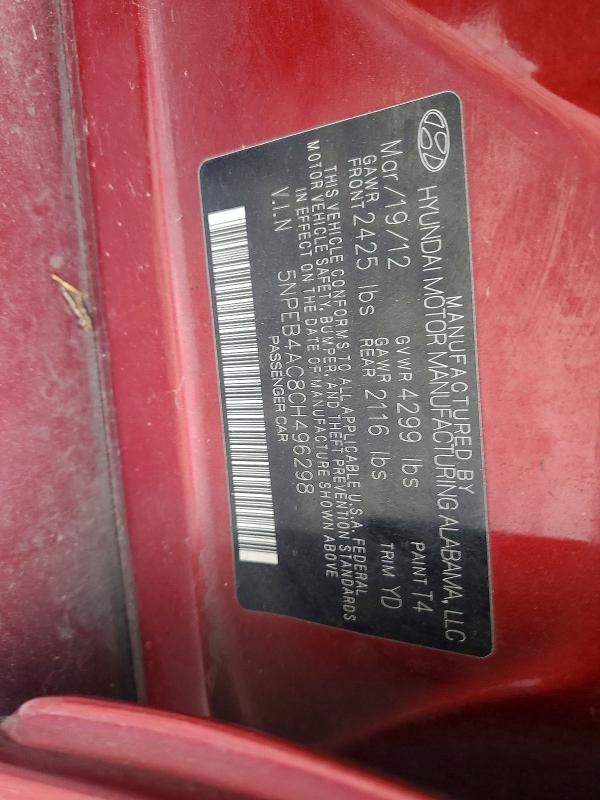 MANUFACTURED BY
HYUNDAI MOTOR MANUFACTURING ALABAMA, LLC
Mar/19/12 GVWR 4299 lbs PAINT T4
GAWR FRONT 2425 lbs GAWR REAR 2116 lbs TRIM YD
THIS VEHICLE CONFORMS TO ALL APPLICABLE U.S.A. FEDERAL
MOTOR VEHICLE SAFETY, BUMPER, AND THEFT PREVENTION STANDARDS
IN EFFECT ON THE DATE OF MANUFACTURE SHOWN ABOVE
V.I.N 5NPEB4AC8CH496298
PASSENGER CAR